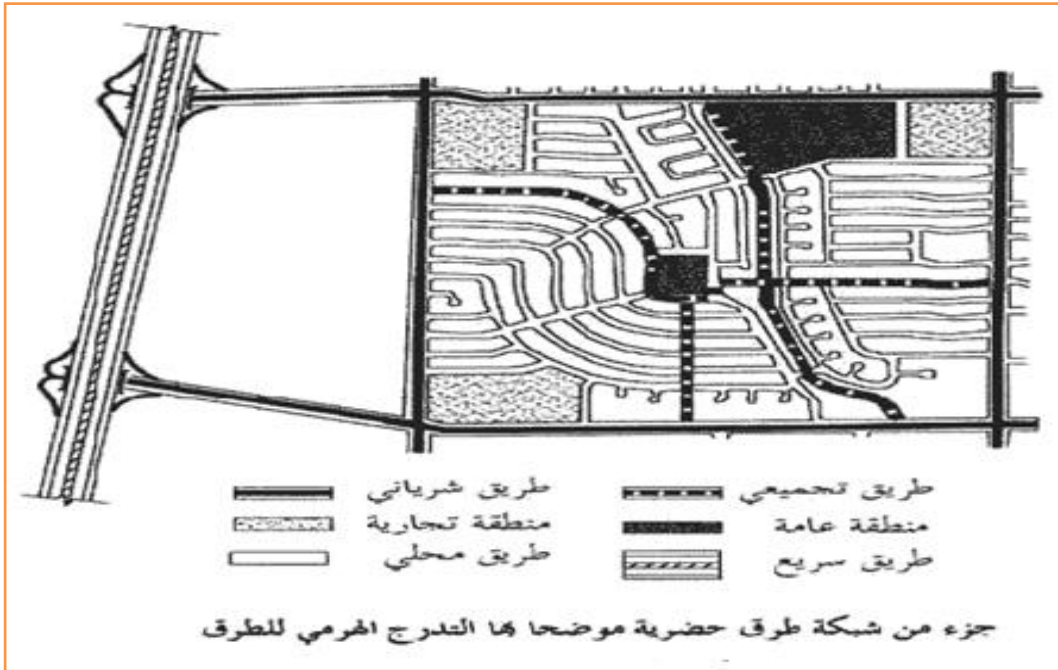 طريق تجميعي طريق شرياني
منطقة عامة منطقة تجارية
طريق سريع طريق محلي
جزء من شبكة طرق حضرية موضحا بها التدرج الهرمي للطرق